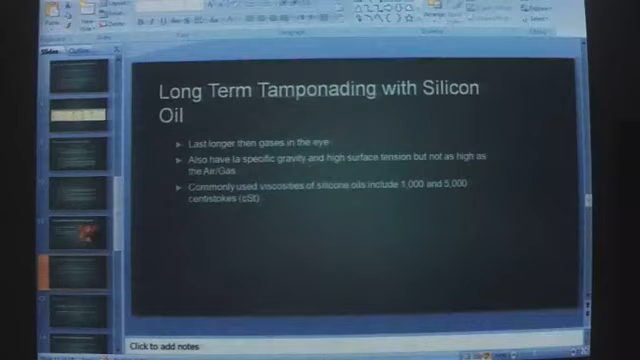 Slides
Outline
Long Term Tamponading with Silicon
Oil
Last longer then gases in the eye
Also have la specific gravity and high surface tension but not as high as
the Air/Gas
Commonly used viscosities of silicone oils include 1,000 and 5,000
centistokes (cSt)
Click to add notes